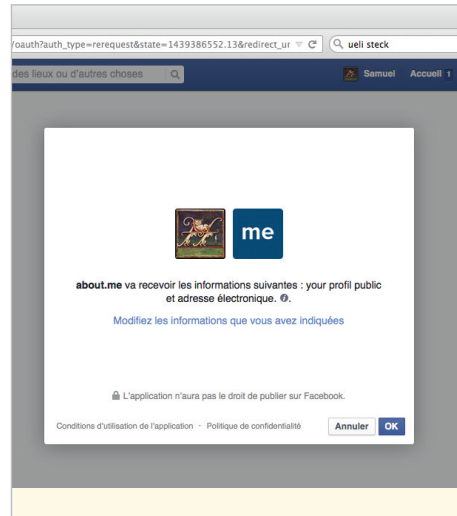 /oauth?auth_type=rerequest&state=1439386552.13&redirect_ur
ueli steck
des lieux ou d'autres choses
Samuel Accueil 1
me
about.me va recevoir les informations suivantes : your profil public
et adresse électronique.
Modifiez les informations que vous avez indiquées
L'application n'aura pas le droit de publier sur Facebook.
Conditions d'utilisation de l'application · Politique de confidentialité
Annuler OK